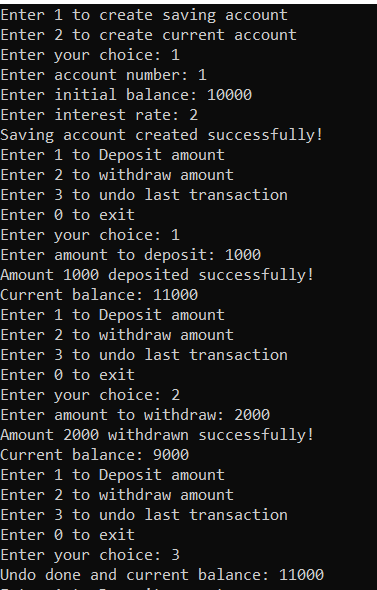 Enter 1 to create saving account
Enter 2 to create current account
Enter your choice: 1
Enter account number: 1
Enter initial balance: 10000
Enter interest rate: 2
Saving account created successfully!
Enter 1 to Deposit amount
Enter 2 to withdraw amount
Enter 3 to undo last transaction
Enter 0 to exit
Enter your choice: 1
Enter amount to deposit: 1000
Amount 1000 deposited successfully!
Current balance: 11000
Enter 1 to Deposit amount
Enter 2 to withdraw amount
Enter 3 to undo last transaction
Enter 0 to exit
Enter your choice: 2
Enter amount to withdraw: 2000
Amount 2000 withdrawn successfully!
Current balance: 9000
Enter 1 to Deposit amount
Enter 2 to withdraw amount
Enter 3 to undo last transaction
Enter 0 to exit
Enter your choice: 3
Undo done and current balance: 11000